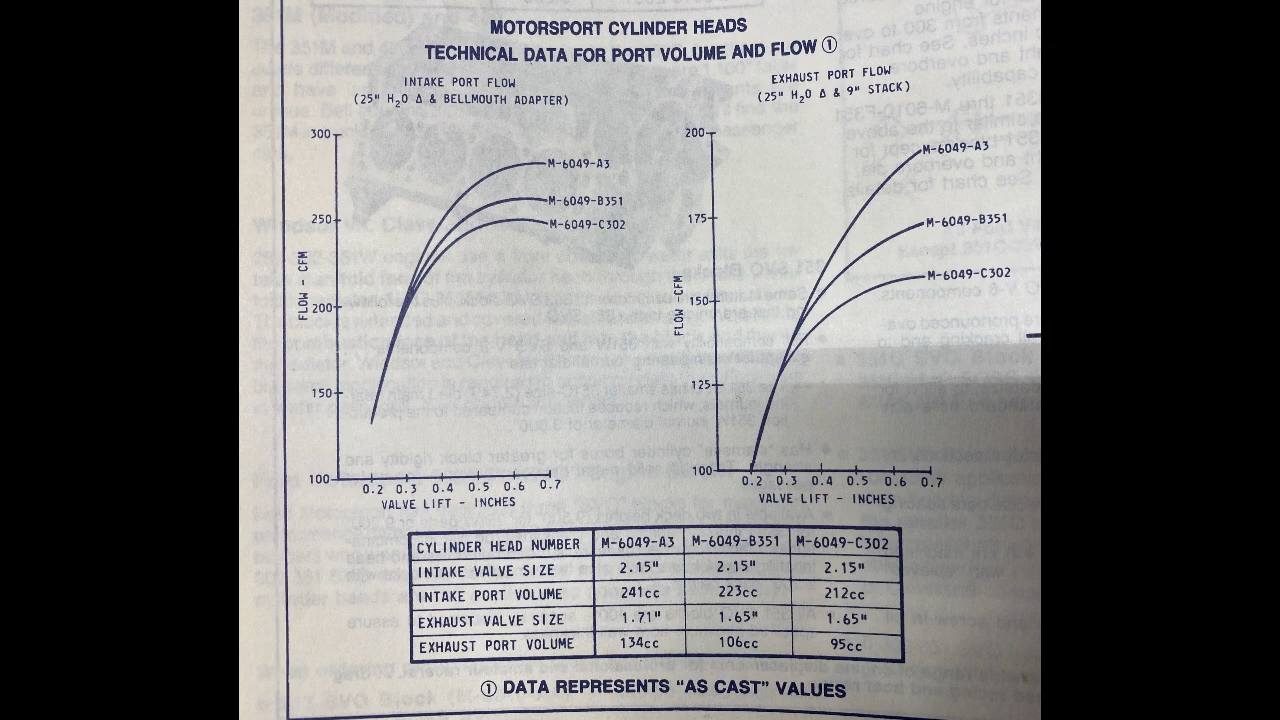 MOTORSPORT CYLINDER HEADS
TECHNICAL DATA FOR PORT VOLUME AND FLOW ①
INTAKE PORT FLOW
(25" H₂O Δ & BELLMOUTH ADAPTER)
300
250
200
150
100
FLOW - CFM
M-6049-A3
M-6049-B351
M-6049-C302
0.2 0.3 0.4 0.5 0.6 0.7
VALVE LIFT - INCHES
EXHAUST PORT FLOW
(25" H₂O Δ & 9" STACK)
200
175
150
125
100
FLOW - CFM
M-6049-A3
M-6049-B351
M-6049-C302
0.2 0.3 0.4 0.5 0.6 0.7
VALVE LIFT - INCHES
CYLINDER HEAD NUMBER M-6049-A3 M-6049-B351 M-6049-C302
INTAKE VALVE SIZE 2.15" 2.15" 2.15"
INTAKE PORT VOLUME 241cc 223cc 212cc
EXHAUST VALVE SIZE 1.71" 1.65" 1.65"
EXHAUST PORT VOLUME 134cc 106cc 95cc
① DATA REPRESENTS "AS CAST" VALUES